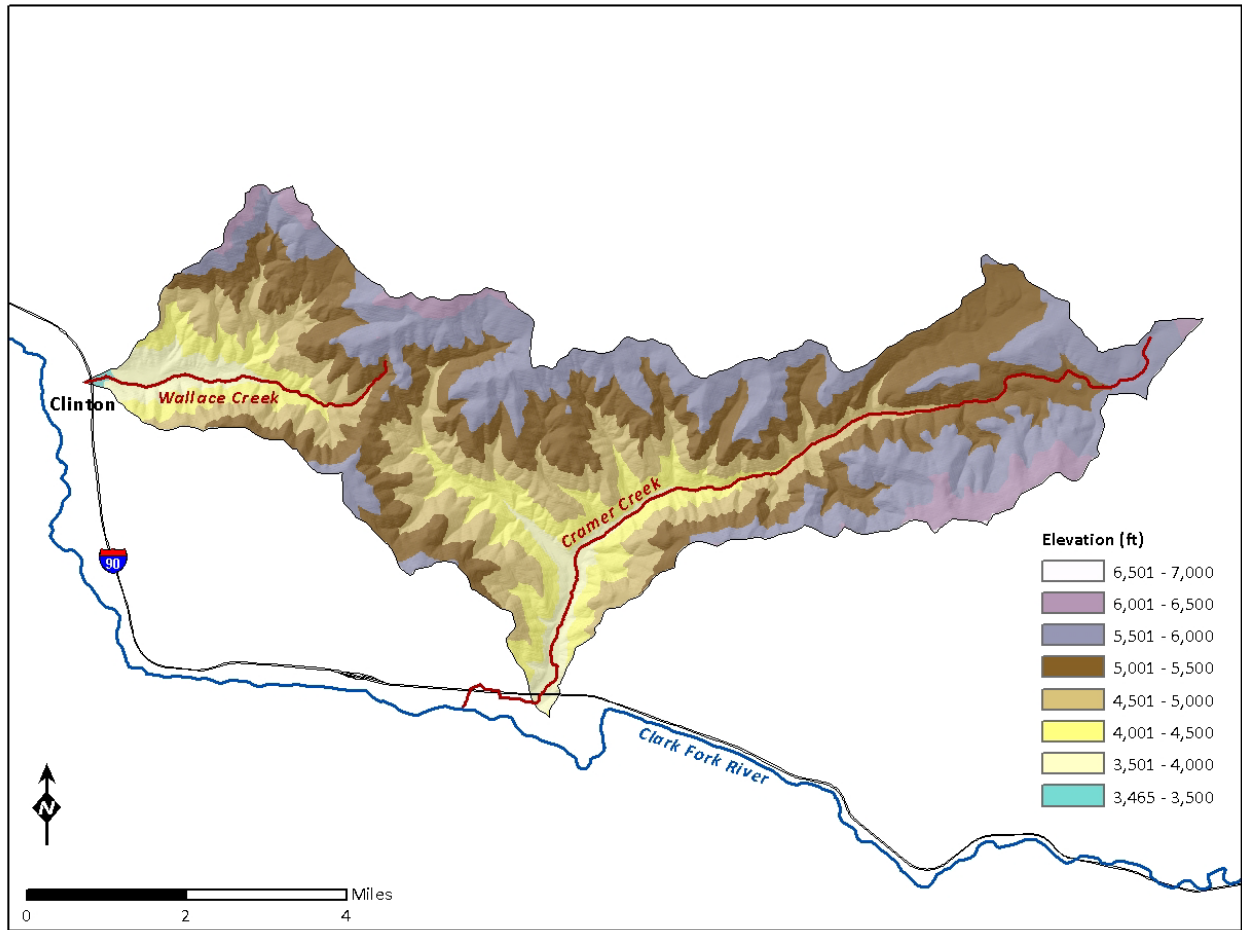 Wallace Creek
Clinton
Cramer Creek
90
Clark Fork River
Elevation (ft)
6,501 - 7,000
6,001 - 6,500
5,501 - 6,000
5,001 - 5,500
4,501 - 5,000
4,001 - 4,500
3,501 - 4,000
3,465 - 3,500
N
Miles
0 2 4